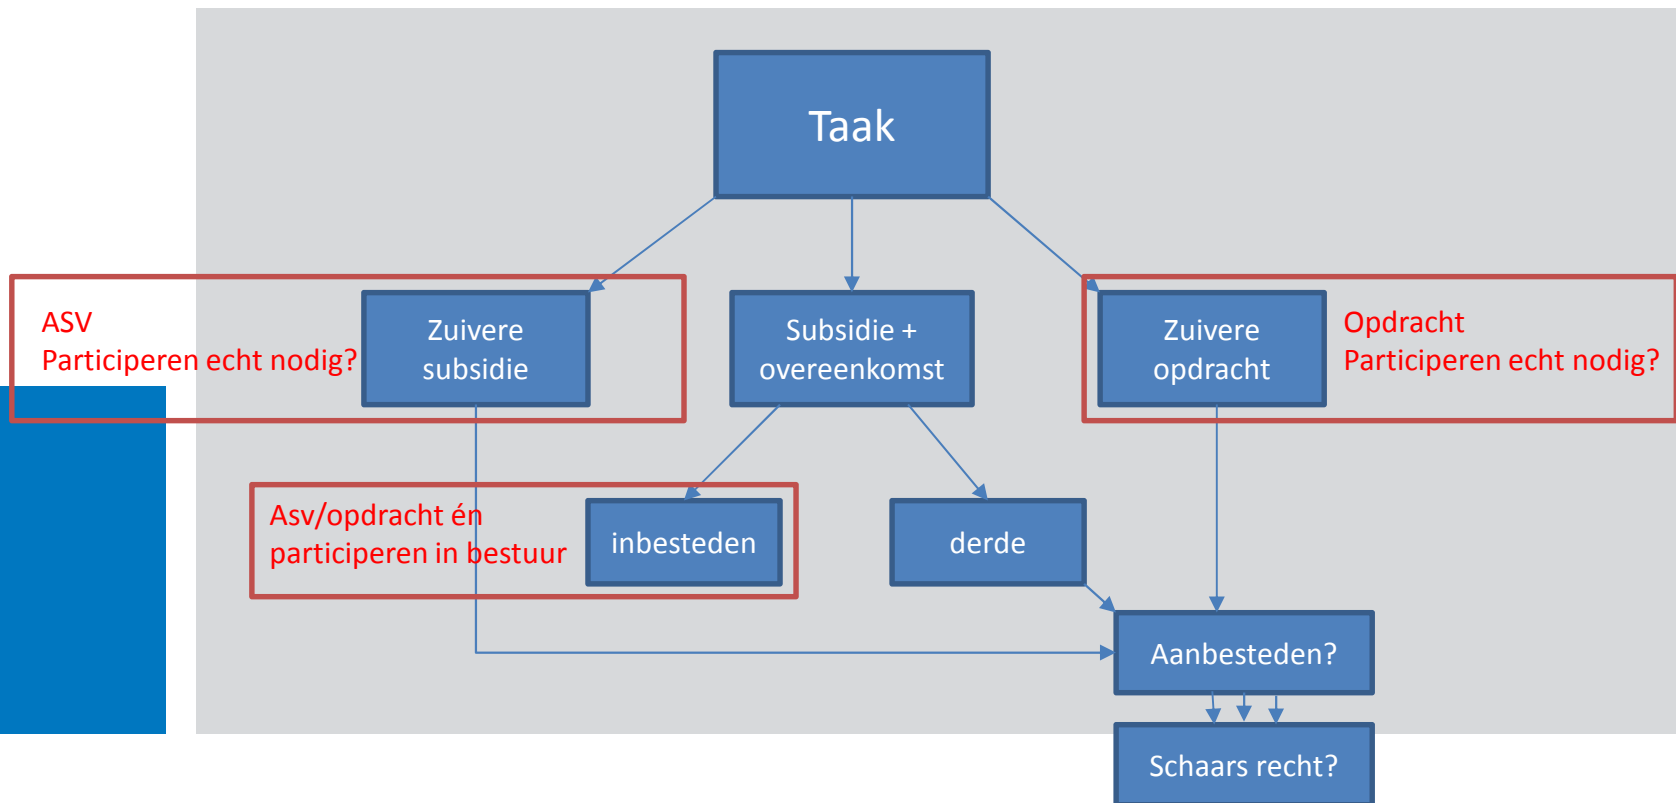 Taak
ASV
Participeren echt nodig?
Zuivere
subsidie
Subsidie +
overeenkomst
Zuivere
opdracht
Opdracht
Participeren echt nodig?
Asv/opdracht én
participeren in bestuur
inbesteden
derde
Aanbesteden?
Schaars recht?